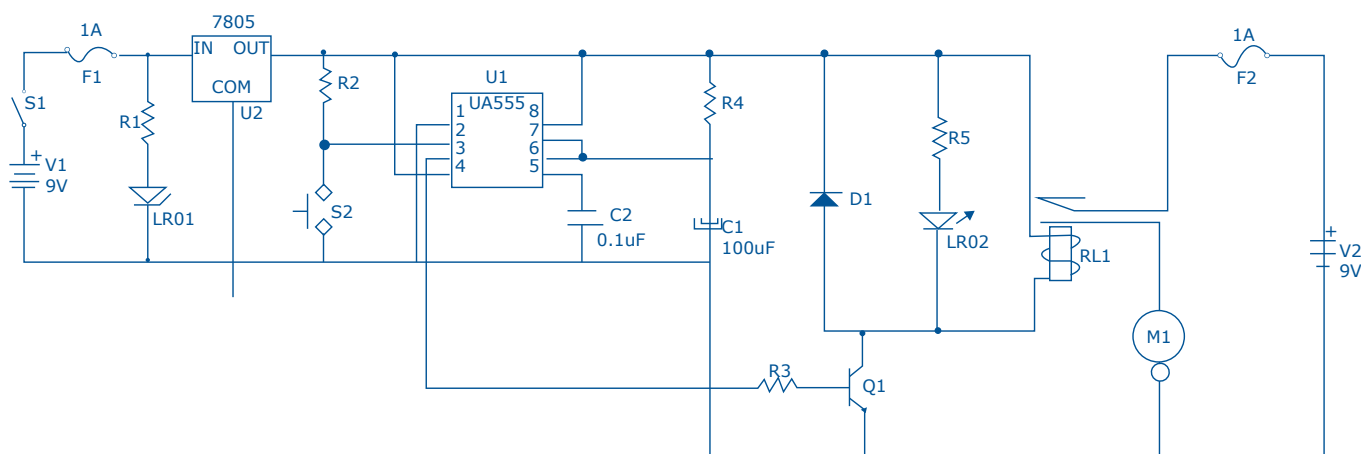 1A
F1
S1
+
V1
9V
R1
LR01
7805
IN OUT
COM
U2
R2
S2
U1
UA555
1 8
2 7
3 6
4 5
C2
0.1uF
R4
C1
100uF
D1
R5
LR02
R3
Q1
RL1
M1
1A
F2
+
V2
9V